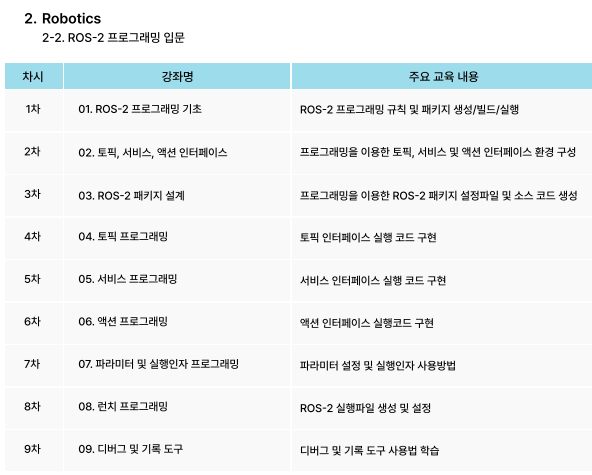 2. Robotics
2-2. ROS-2 프로그래밍 입문
차시 강좌명 주요 교육 내용
1차 01. ROS-2 프로그래밍 기초 ROS-2 프로그래밍 규칙 및 패키지 생성/빌드/실행
2차 02. 토픽, 서비스, 액션 인터페이스 프로그래밍을 이용한 토픽, 서비스 및 액션 인터페이스 환경 구성
3차 03. ROS-2 패키지 설계 프로그래밍을 이용한 ROS-2 패키지 설정파일 및 소스 코드 생성
4차 04. 토픽 프로그래밍 토픽 인터페이스 실행 코드 구현
5차 05. 서비스 프로그래밍 서비스 인터페이스 실행 코드 구현
6차 06. 액션 프로그래밍 액션 인터페이스 실행코드 구현
7차 07. 파라미터 및 실행인자 프로그래밍 파라미터 설정 및 실행인자 사용방법
8차 08. 런치 프로그래밍 ROS-2 실행파일 생성 및 설정
9차 09. 디버그 및 기록 도구 디버그 및 기록 도구 사용법 학습